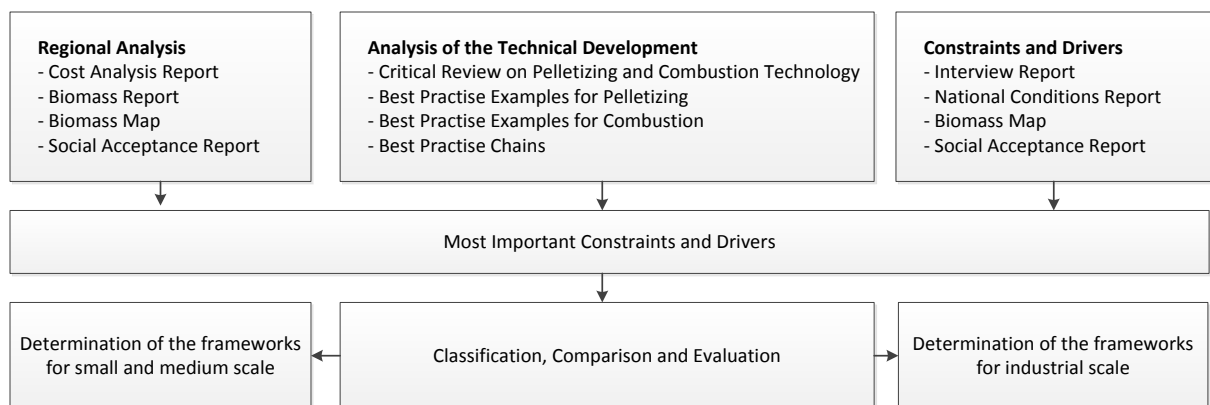 Regional Analysis
- Cost Analysis Report
- Biomass Report
- Biomass Map
- Social Acceptance Report
Analysis of the Technical Development
- Critical Review on Pelletizing and Combustion Technology
- Best Practise Examples for Pelletizing
- Best Practise Examples for Combustion
- Best Practise Chains
Constraints and Drivers
- Interview Report
- National Conditions Report
- Biomass Map
- Social Acceptance Report
Most Important Constraints and Drivers
Determination of the frameworks
for small and medium scale
Classification, Comparison and Evaluation
Determination of the frameworks
for industrial scale